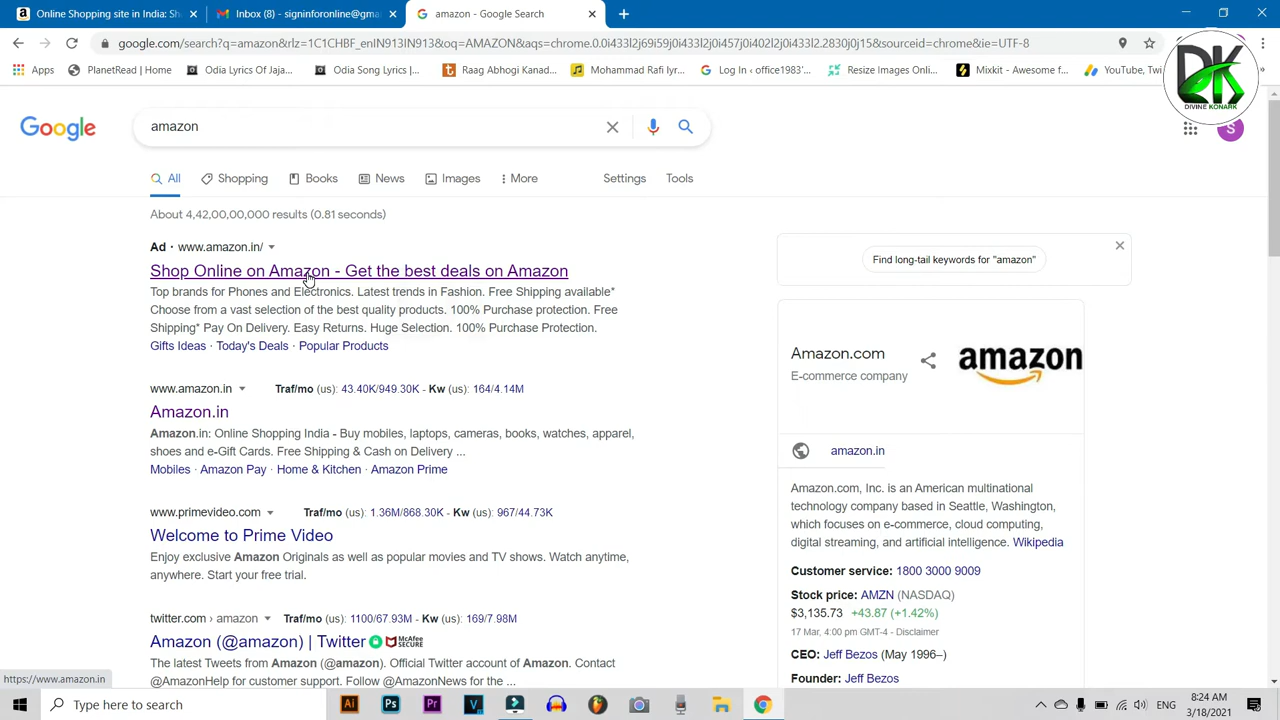 Online Shopping site in India: S
Inbox (8) - signinforonline@gma
amazon - Google Search
google.com/search?q=amazon&rlz=1C1CHBF_enIN913IN913&oq=AMAZON&aqs=chrome.0.0i433l2j69i59j0i433l2j0i457j0i402l2j0i433l2.2830j0j15&sourceid=chrome&ie=UTF-8
Apps
PlanetRead | Home
Odia Lyrics Of Jaja...
Odia Song Lyrics |...
Raag Abhogranad...
Mohammad Rafi lyr...
Log In ‹ office1983'...
Resize Images Onli...
Mixkit - Awesome f...
YouTube, Twi
DK
DIVINE KONARK
Google
amazon
S
All
Shopping
Books
News
Images
More
Settings
Tools
About 4,42,00,00,000 results (0.81 seconds)
Ad · www.amazon.in/
Shop Online on Amazon - Get the best deals on Amazon
Top brands for Phones and Electronics. Latest trends in Fashion. Free Shipping available*
Choose from a vast selection of the best quality products. 100% Purchase protection. Free
Shipping* Pay On Delivery. Easy Returns. Huge Selection. 100% Purchase Protection.
Gifts Ideas · Today's Deals · Popular Products
www.amazon.in Traf/mo (us): 43.40K/949.30K - Kw (us): 164/4.14M
Amazon.in
Amazon.in: Online Shopping India - Buy mobiles, laptops, cameras, books, watches, apparel,
shoes and e-Gift Cards. Free Shipping & Cash on Delivery ...
Mobiles · Amazon Pay · Home & Kitchen · Amazon Prime
www.primevideo.com Traf/mo (us): 1.36M/868.30K - Kw (us): 967/44.73K
Welcome to Prime Video
Enjoy exclusive Amazon Originals as well as popular movies and TV shows. Watch anytime,
anywhere. Start your free trial.
twitter.com › amazon Traf/mo (us): 1100/67.93M - Kw (us): 169/7.98M
Amazon (@amazon) | Twitter McAfee SECURE
The latest Tweets from Amazon (@amazon). Official Twitter account of Amazon. Contact
@AmazonHelp for customer support. Follow @AmazonNews for the ...
Find long-tail keywords for "amazon"
Amazon.com
E-commerce company
amazon
amazon.in
Amazon.com, Inc. is an American multinational
technology company based in Seattle, Washington,
which focuses on e-commerce, cloud computing,
digital streaming, and artificial intelligence. Wikipedia
Customer service: 1800 3000 9009
Stock price: AMZN (NASDAQ)
$3,135.73 +43.87 (+1.42%)
17 Mar, 4:00 pm GMT-4 - Disclaimer
CEO: Jeff Bezos (May 1996–)
Founder: Jeff Bezos
https://www.amazon.in
Type here to search
Ai
Ps
Pr
V
ENG
8:24 AM
3/18/2021